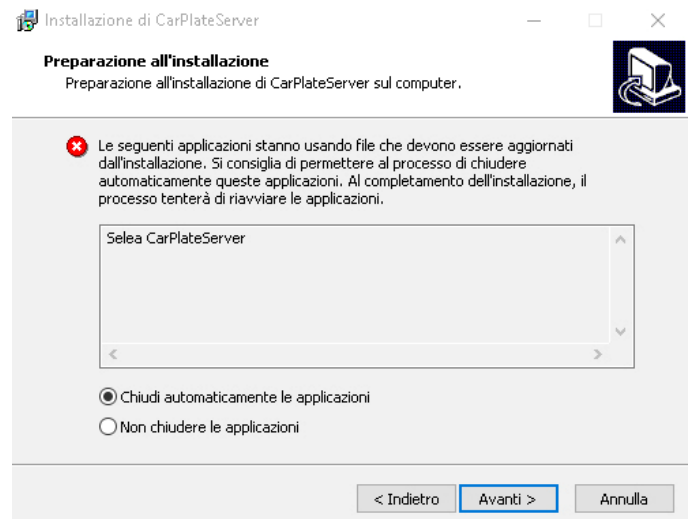 Installazione di CarPlateServer
Preparazione all'installazione
Preparazione all'installazione di CarPlateServer sul computer.
Le seguenti applicazioni stanno usando file che devono essere aggiornati
dall'installazione. Si consiglia di permettere al processo di chiudere
automaticamente queste applicazioni. Al completamento dell'installazione, il
processo tenterà di riavviare le applicazioni.
Selea CarPlateServer
Chiudi automaticamente le applicazioni
Non chiudere le applicazioni
< Indietro
Avanti >
Annulla